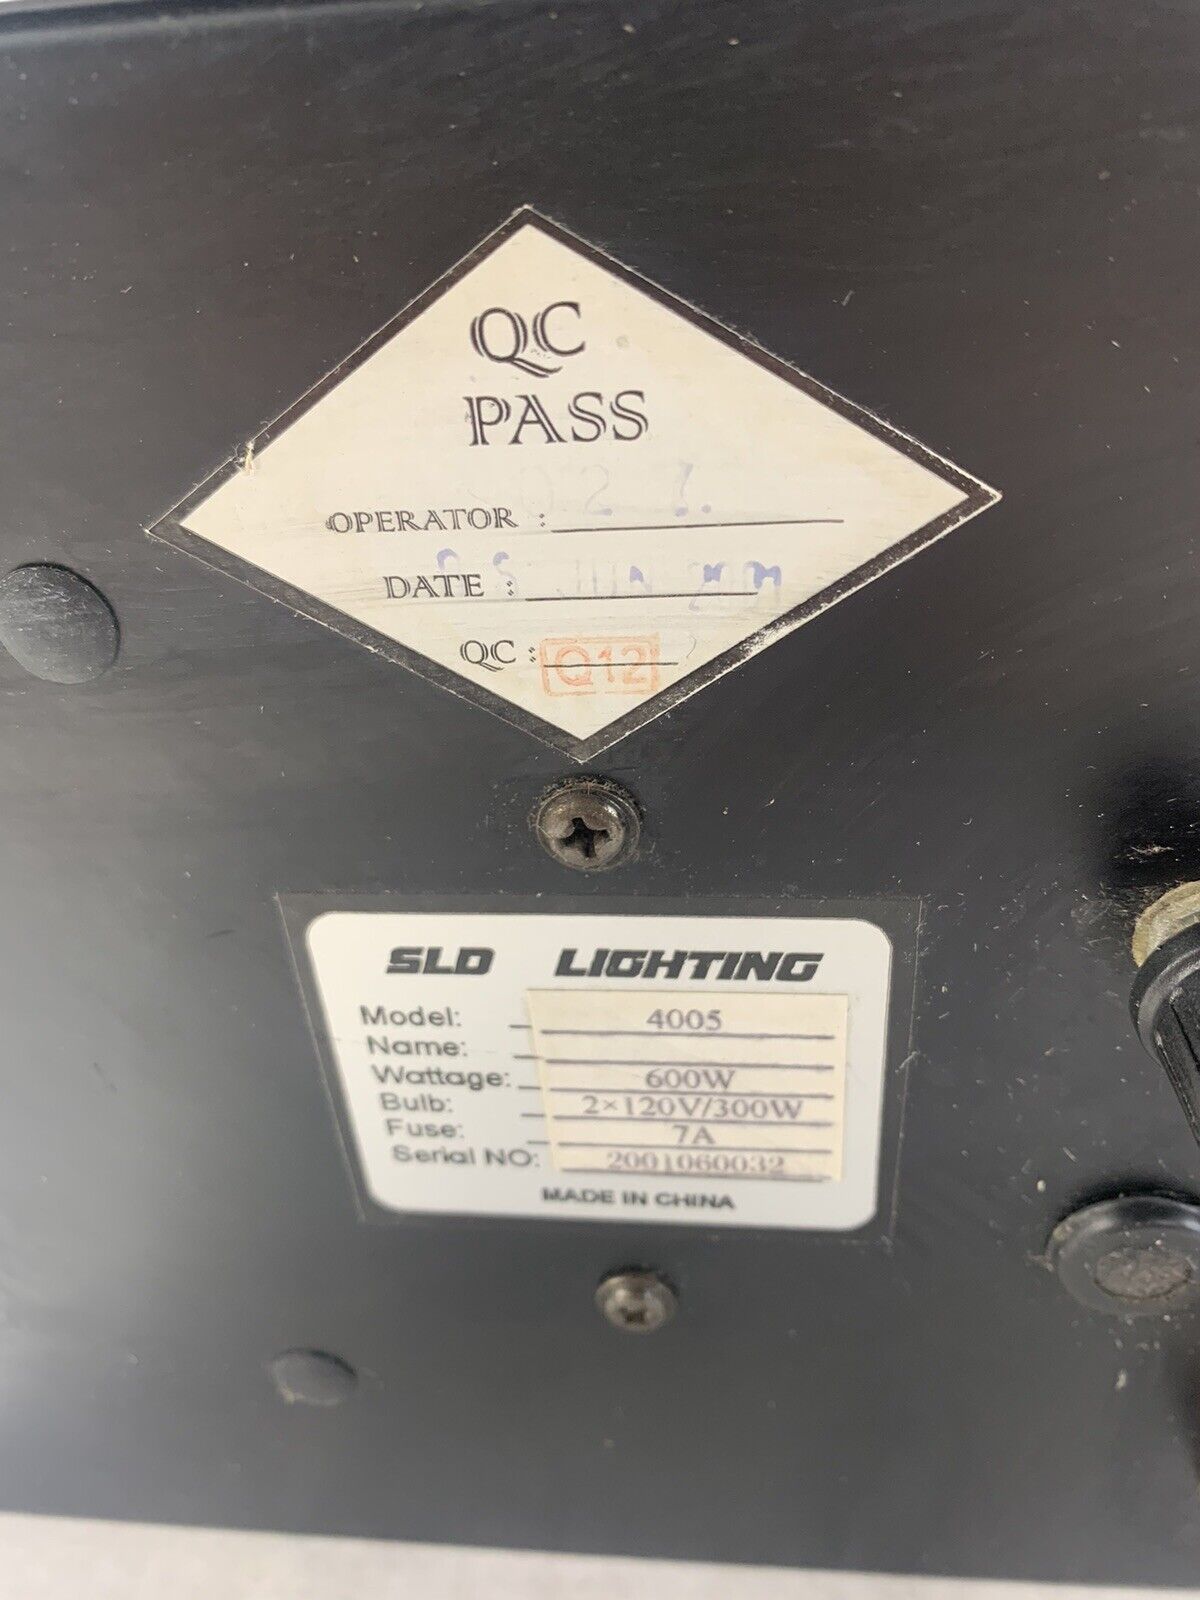 QC
PASS
OPERATOR :
DATE : JUN
QC : Q12
SLD LIGHTING
Model: 4005
Name:
Wattage: 600W
Bulb: 2×120V/300W
Fuse: 7A
Serial NO: 2001060032
MADE IN CHINA